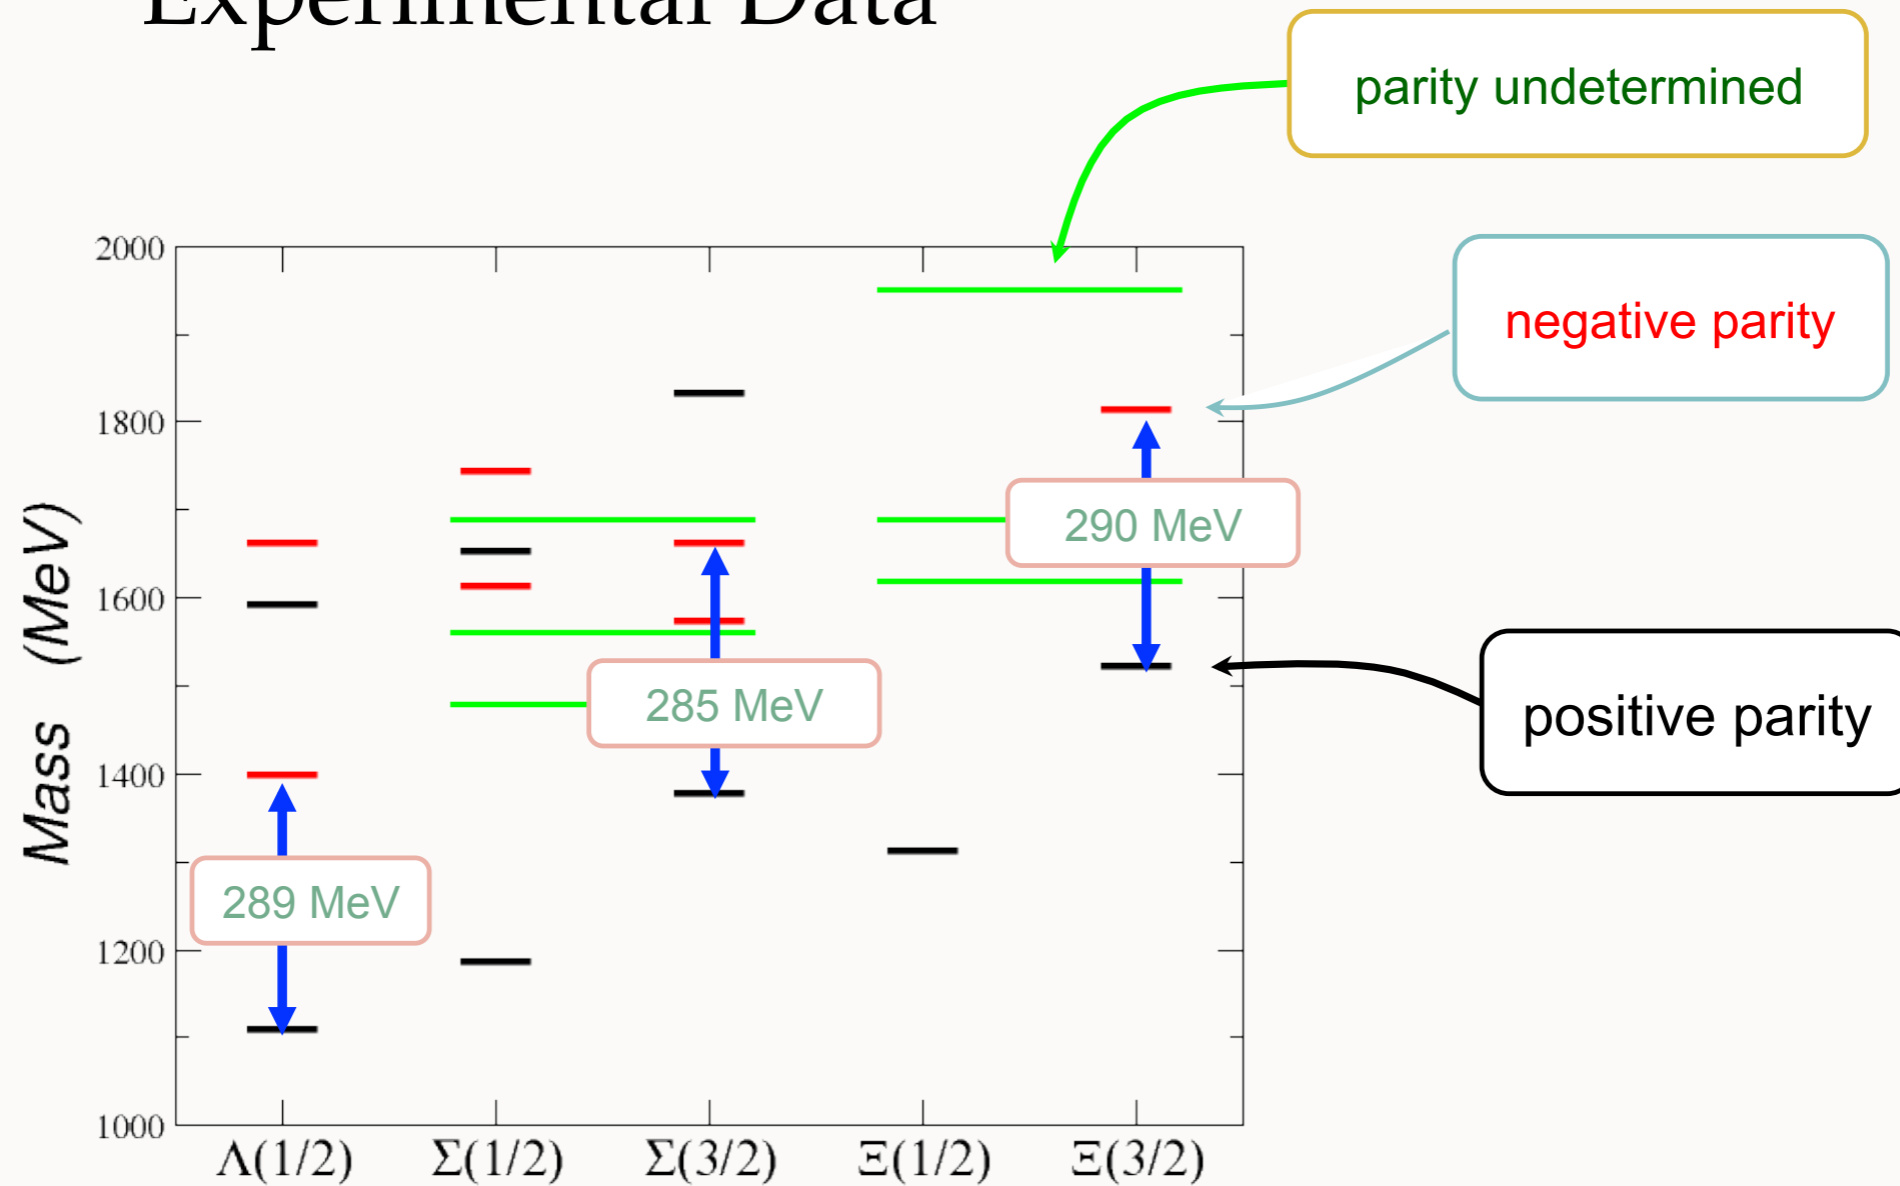 Experimental Data
parity undetermined
negative parity
positive parity
2000
1800
1600
1400
1200
1000
Mass (MeV)
290 MeV
285 MeV
289 MeV
Λ(1/2) Σ(1/2) Σ(3/2) Ξ(1/2) Ξ(3/2)